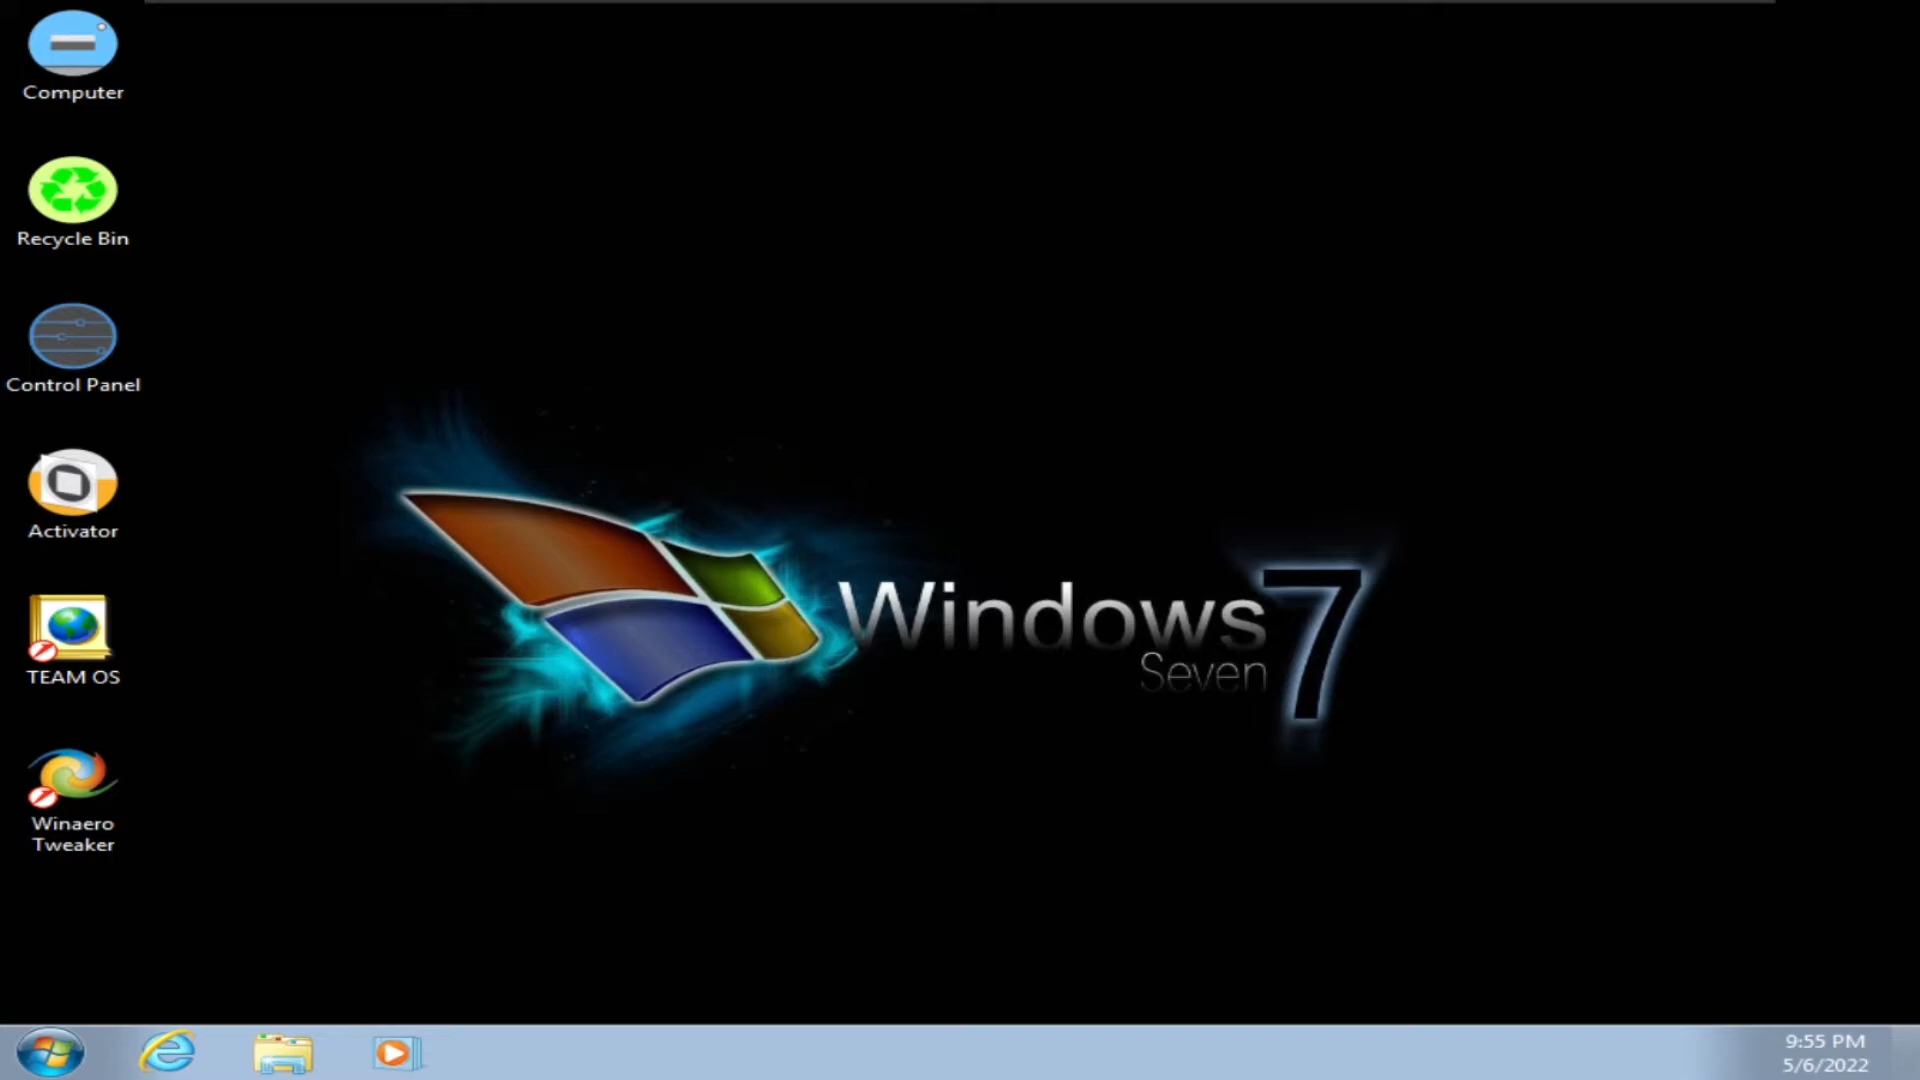 Computer
Recycle Bin
Control Panel
Activator
TEAM OS
Winaero
Tweaker
Windows 7
Seven
9:55 PM
5/6/2022